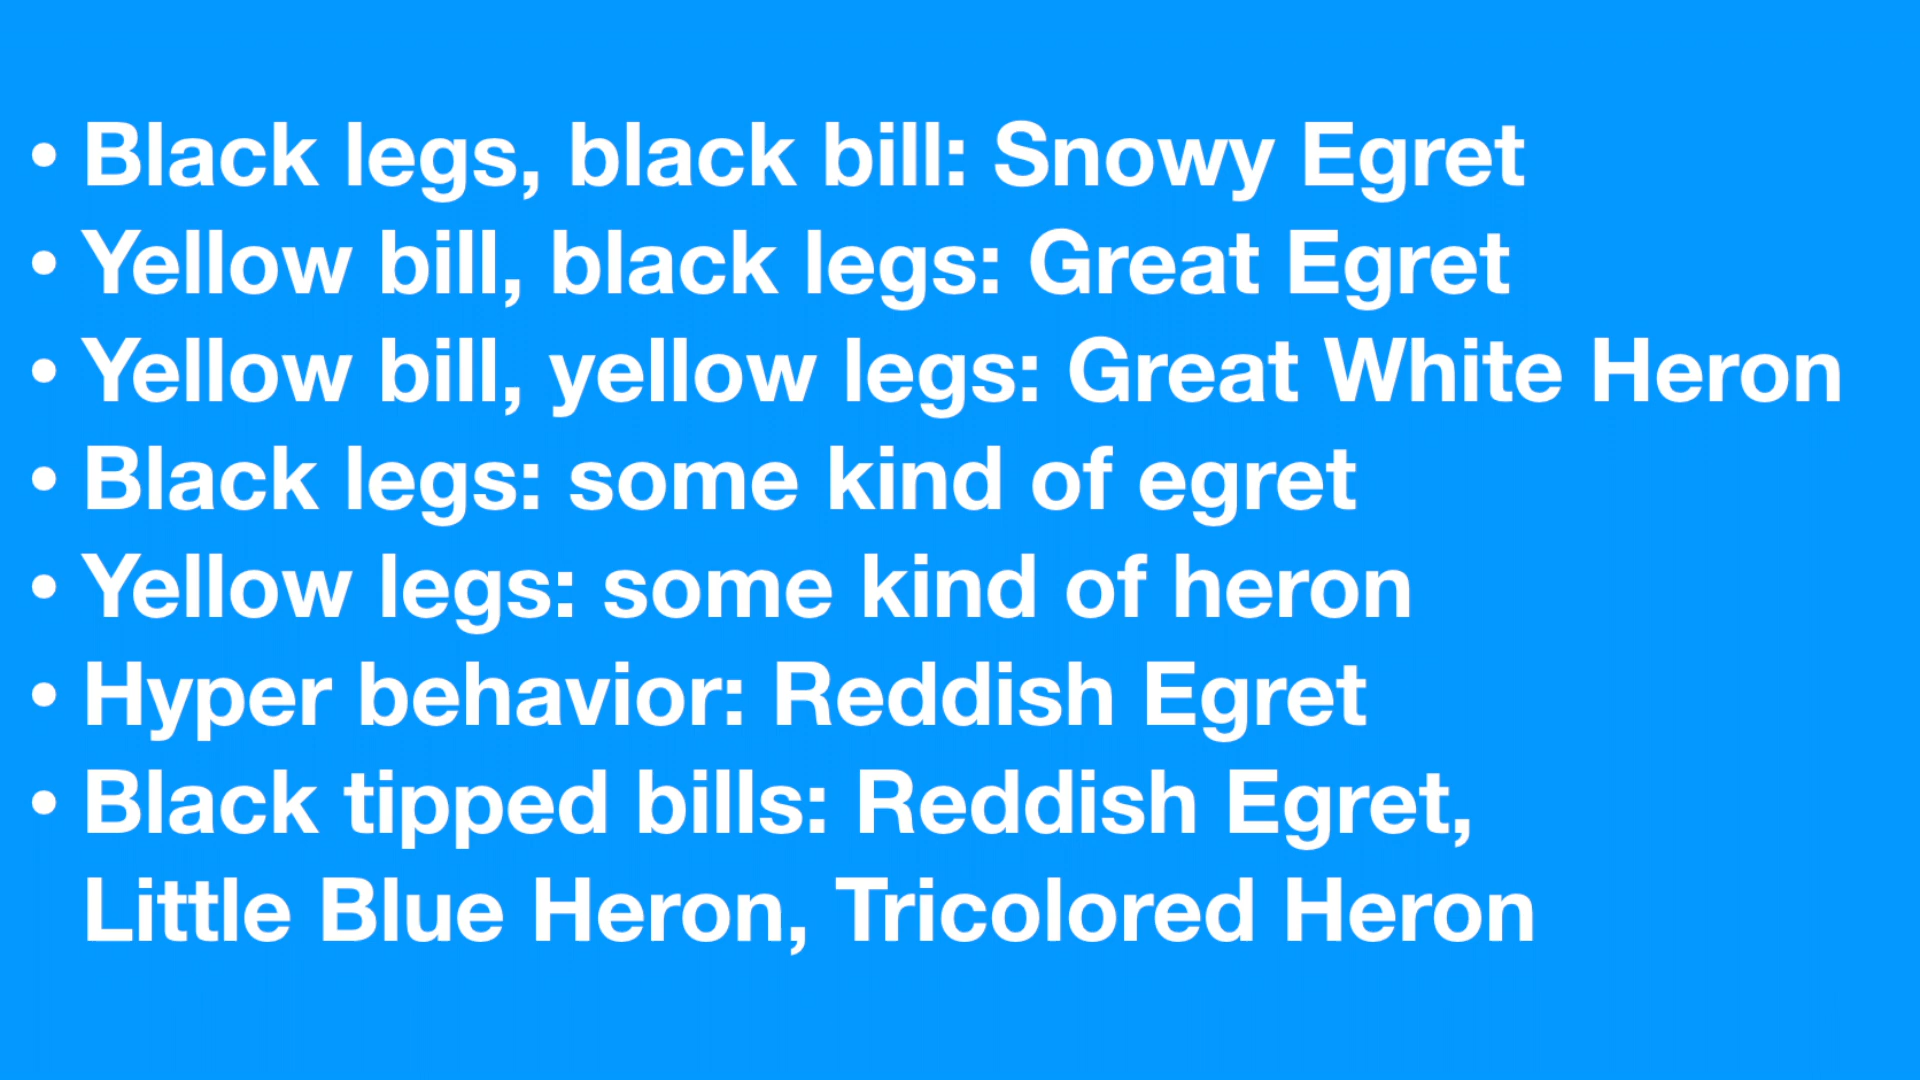 • Black legs, black bill: Snowy Egret
• Yellow bill, black legs: Great Egret
• Yellow bill, yellow legs: Great White Heron
• Black legs: some kind of egret
• Yellow legs: some kind of heron
• Hyper behavior: Reddish Egret
• Black tipped bills: Reddish Egret,
Little Blue Heron, Tricolored Heron